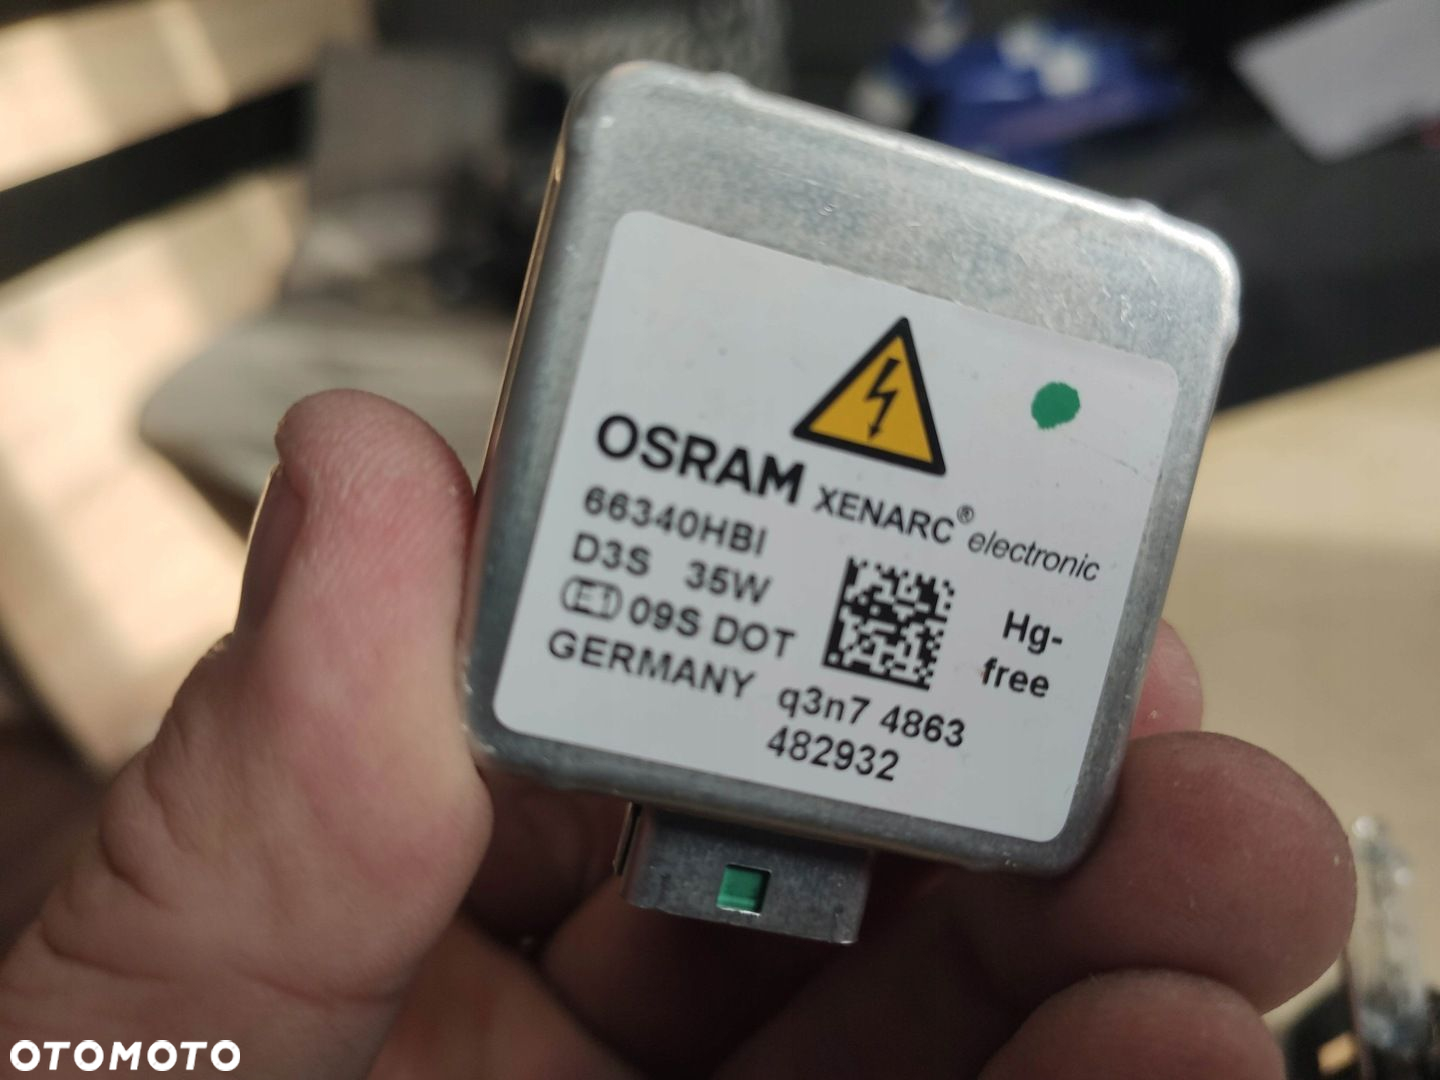 OSRAM XENARC® electronic
66340HBI
D3S 35W
E1 09S DOT
GERMANY
Hg-
free
q3n7 4863
482932
OTOMOTO